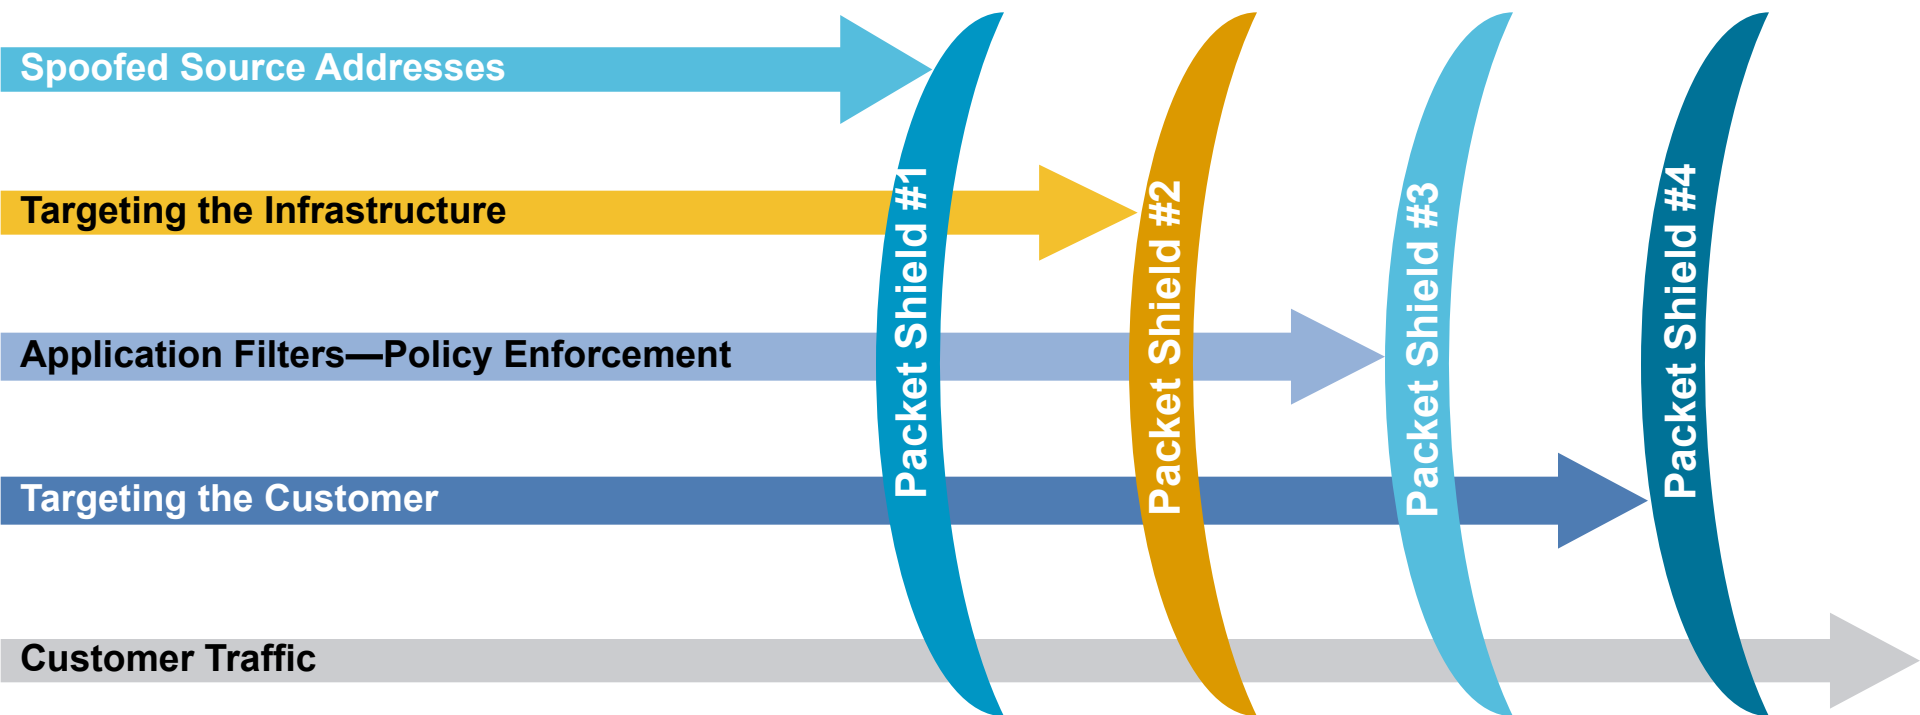 Spoofed Source Addresses
Targeting the Infrastructure
Application Filters—Policy Enforcement
Targeting the Customer
Customer Traffic
Packet Shield #1
Packet Shield #2
Packet Shield #3
Packet Shield #4